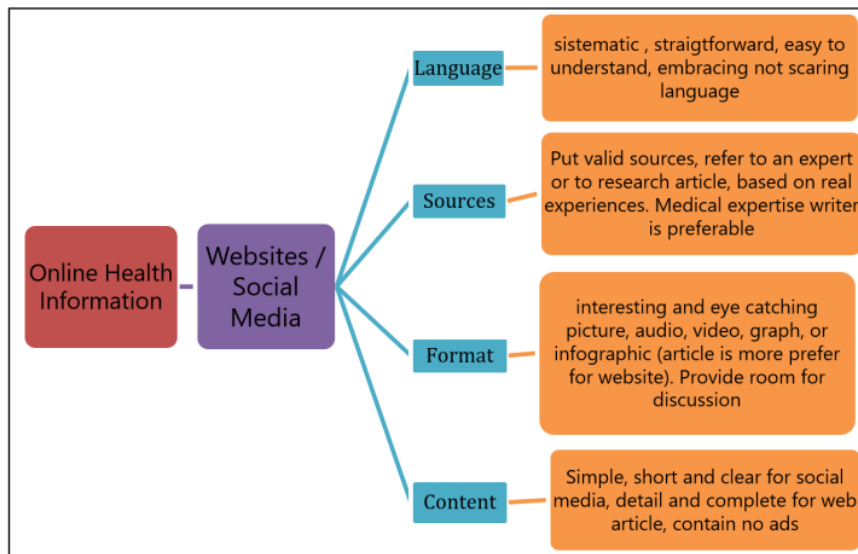 Online Health
Information
Websites /
Social
Media
Language
sistematic , straigtforward, easy to
understand, embracing not scaring
language
Sources
Put valid sources, refer to an expert
or to research article, based on real
experiences. Medical expertise writer
is preferable
Format
interesting and eye catching
picture, audio, video, graph, or
infographic (article is more prefer
for website). Provide room for
discussion
Content
Simple, short and clear for social
media, detail and complete for web
article, contain no ads